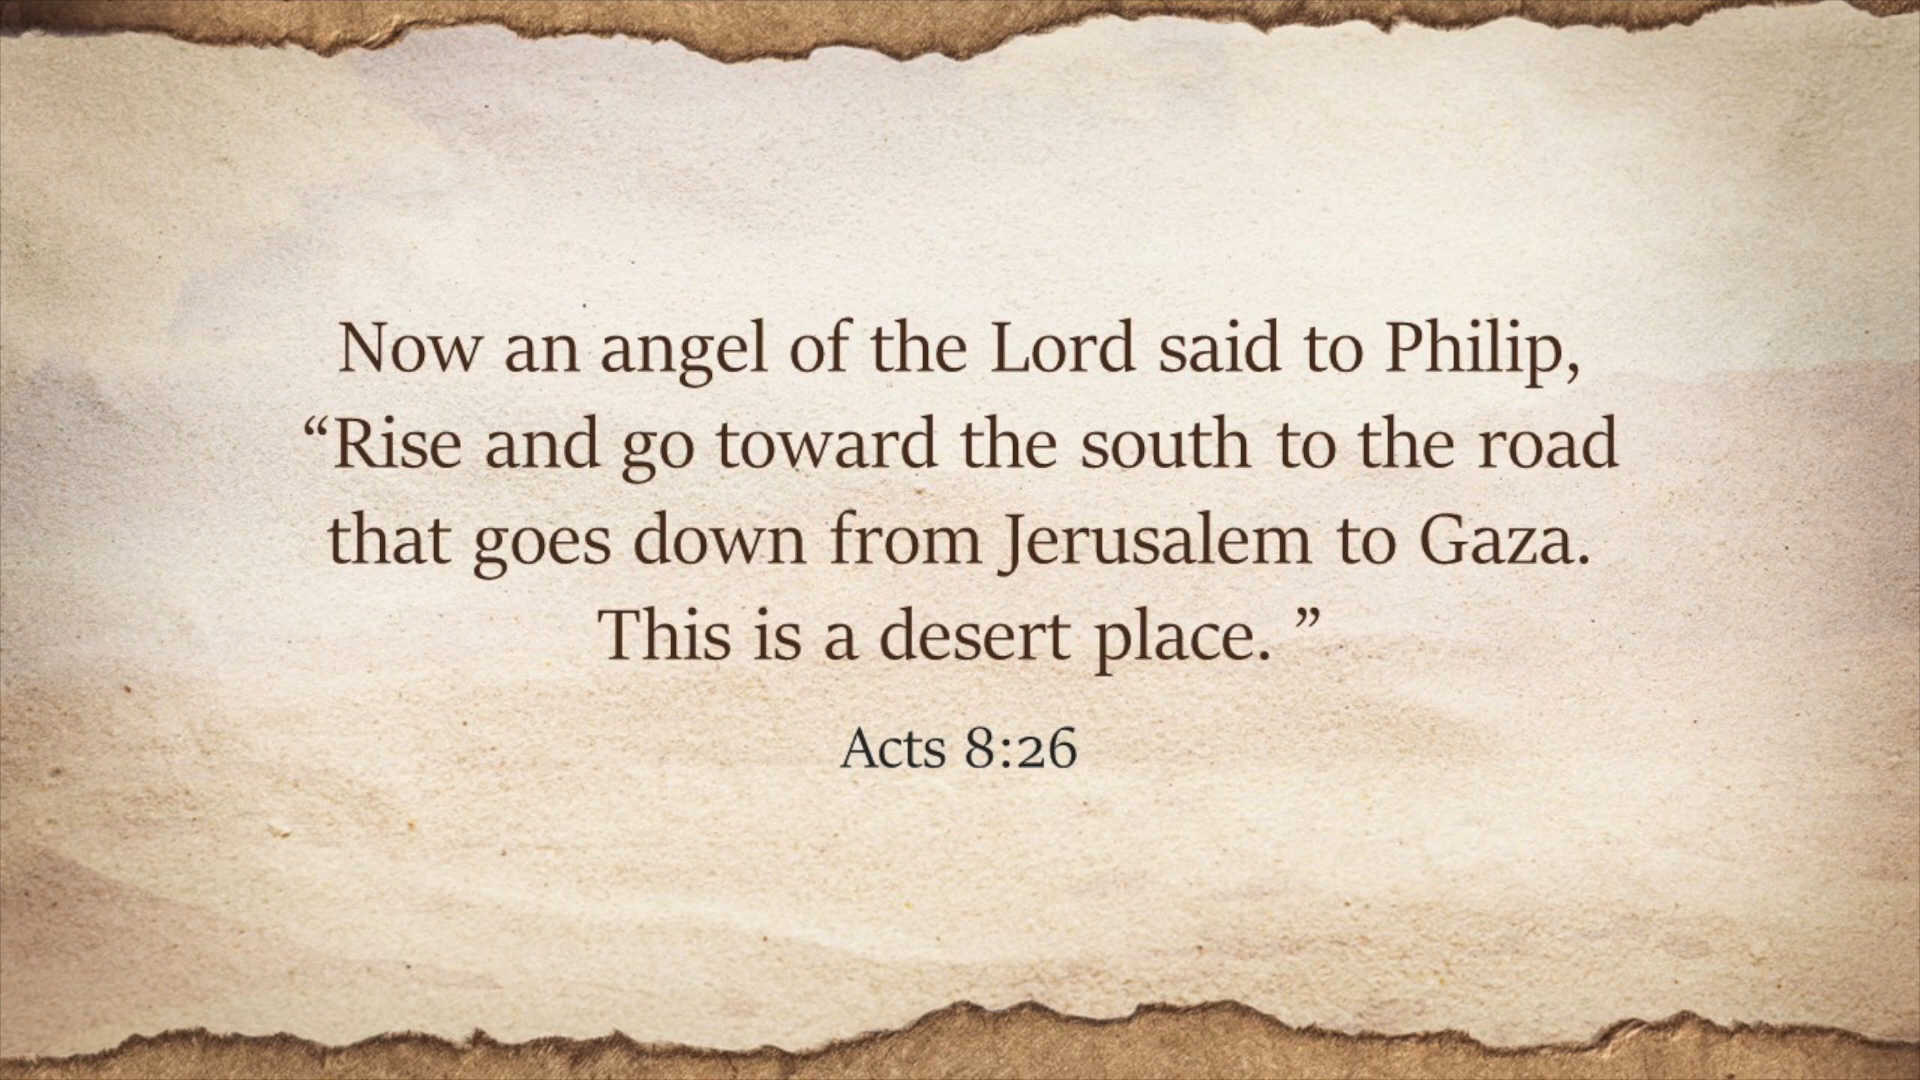 Now an angel of the Lord said to Philip,
“Rise and go toward the south to the road
that goes down from Jerusalem to Gaza.
This is a desert place. ”
Acts 8:26